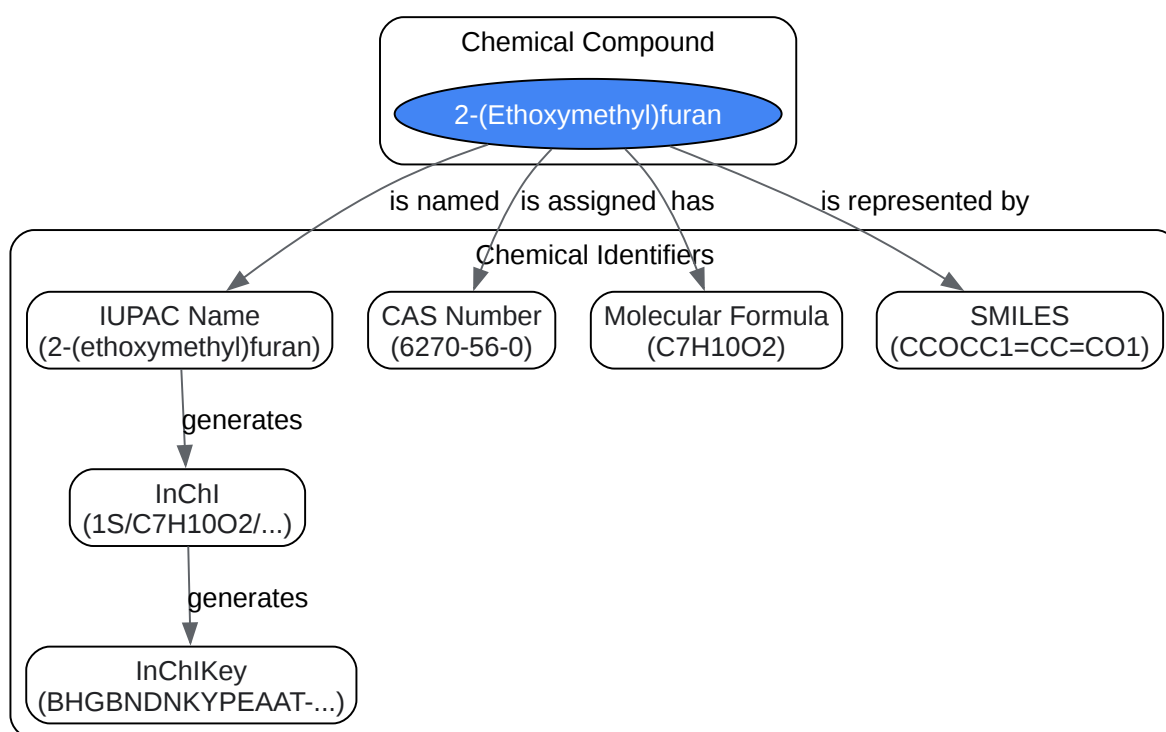 Chemical Compound
2-(Ethoxymethyl)furan
is named
is assigned
has
is represented by
Chemical Identifiers
IUPAC Name
(2-(ethoxymethyl)furan)
CAS Number
(6270-56-0)
Molecular Formula
(C7H10O2)
SMILES
(CCOCC1=CC=CO1)
generates
InChI
(1S/C7H10O2/...)
generates
InChIKey
(BHGBNDNKYPEAAT-...)